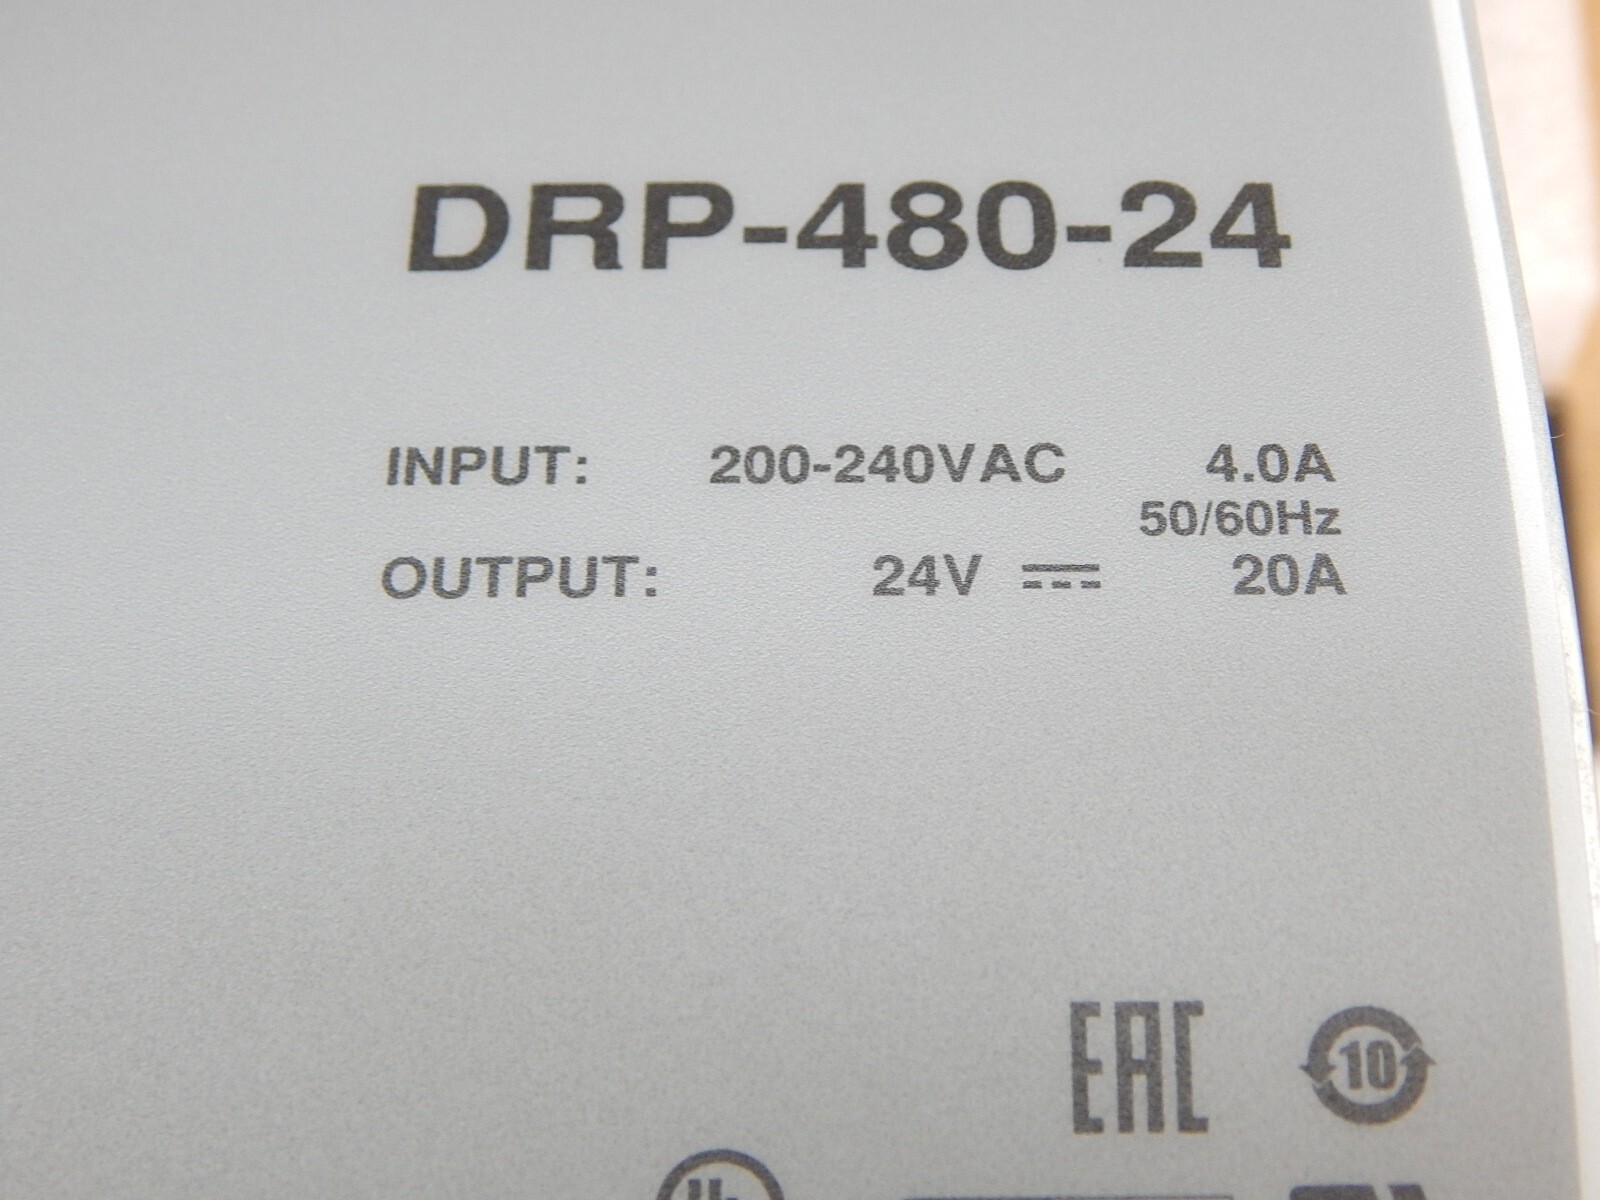 DRP-480-24
INPUT: 200-240VAC 4.0A
50/60Hz
OUTPUT: 24V ⎓ 20A
EAC
10